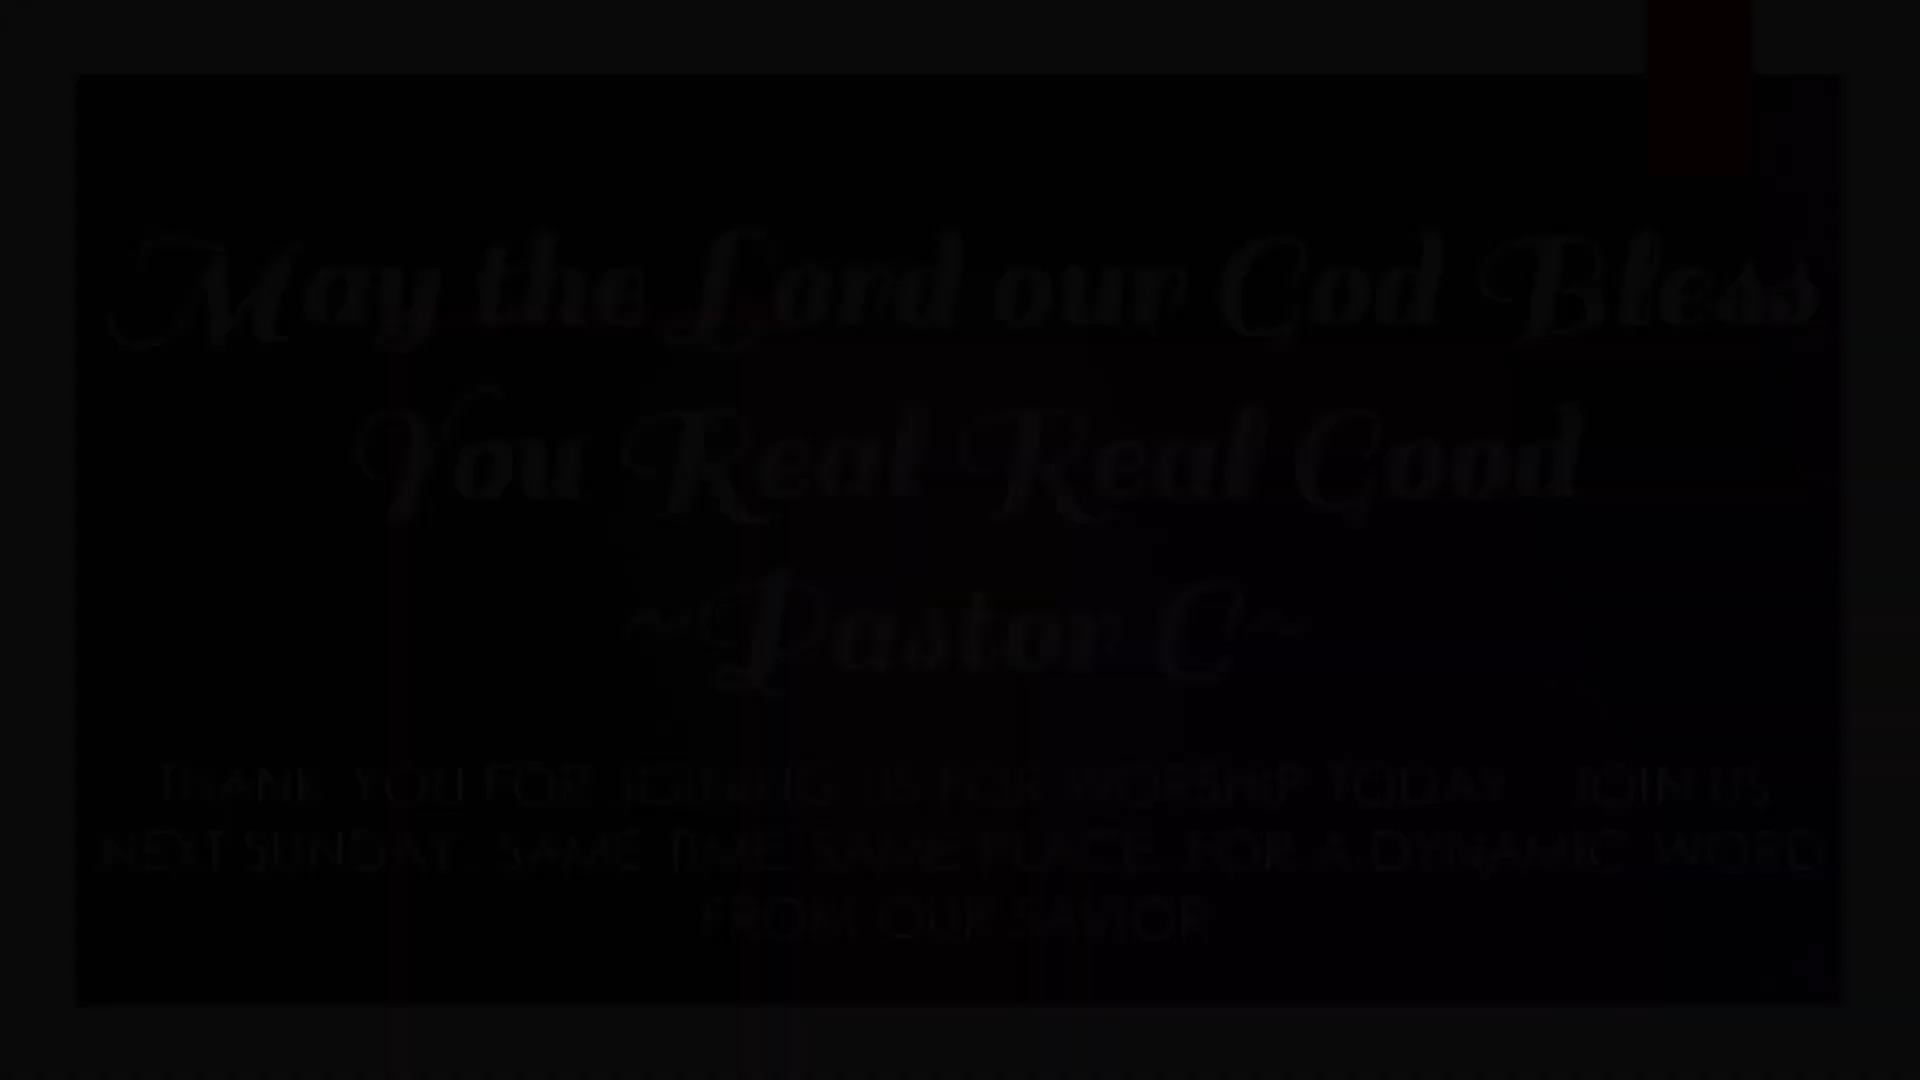 May the Lord our God Bless
You Real Real Good
~Pastor C~
THANK YOU FOR JOINING US FOR WORSHIP TODAY JOIN US
NEXT SUNDAY, SAME TIME SAME PLACE FOR A DYNAMIC WORD
FROM OUR SAVIOR